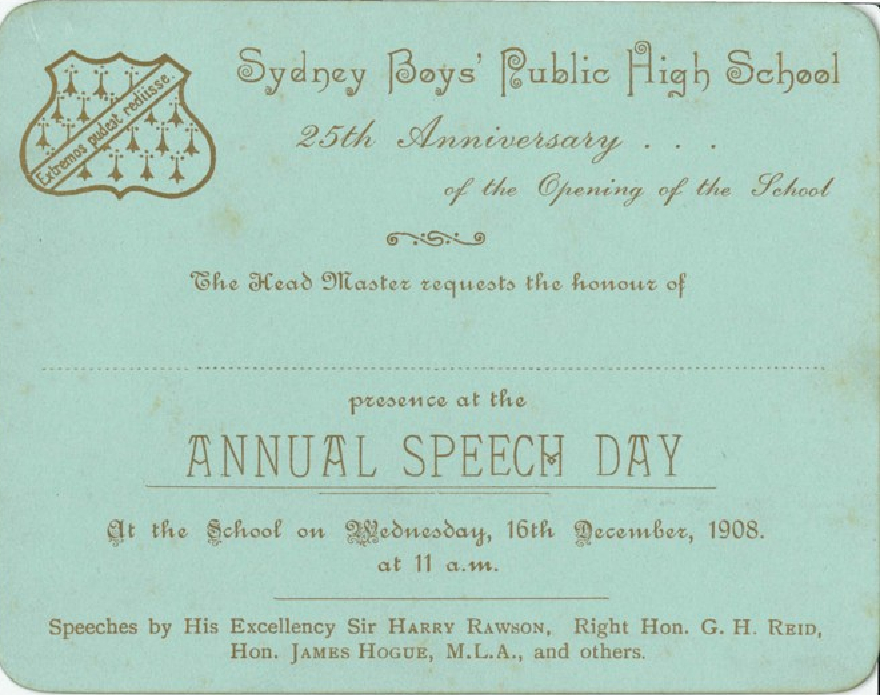 Extremos pudeat rediisse.
Sydney Boys' Public High School
25th Anniversary . . .
of the Opening of the School
The Head Master requests the honour of
presence at the
ANNUAL SPEECH DAY
At the School on Wednesday, 16th December, 1908.
at 11 a.m.
Speeches by His Excellency Sir HARRY RAWSON, Right Hon. G. H. REID,
Hon. JAMES HOGUE, M.L.A., and others.